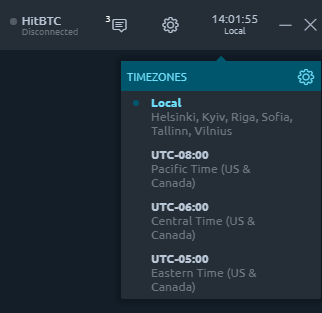 HitBTC
Disconnected
3
14:01:55
Local
TIMEZONES
Local
Helsinki, Kyiv, Riga, Sofia,
Tallinn, Vilnius
UTC-08:00
Pacific Time (US &
Canada)
UTC-06:00
Central Time (US &
Canada)
UTC-05:00
Eastern Time (US &
Canada)